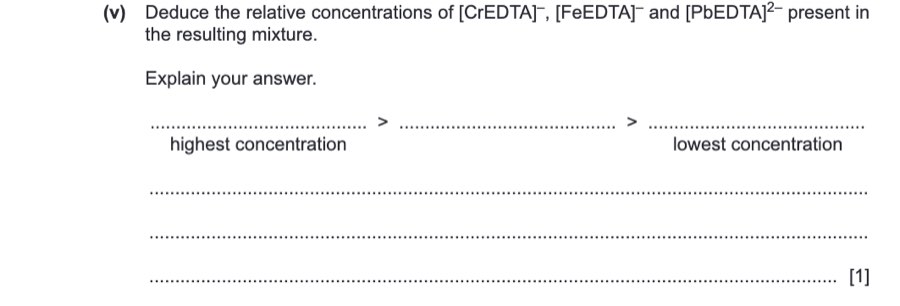 (v) Deduce the relative concentrations of [CrEDTA]⁻, [FeEDTA]⁻ and [PbEDTA]²⁻ present in
the resulting mixture.
Explain your answer.
.......................................... > .......................................... > ..........................................
highest concentration lowest concentration
..........................................................................................................................................
..........................................................................................................................................
.................................................................................................................................... [1]